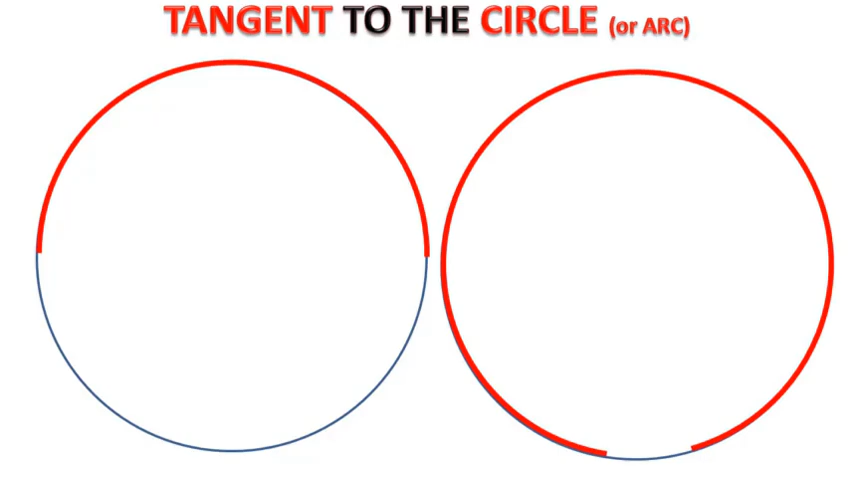 TANGENT TO THE CIRCLE (or ARC)